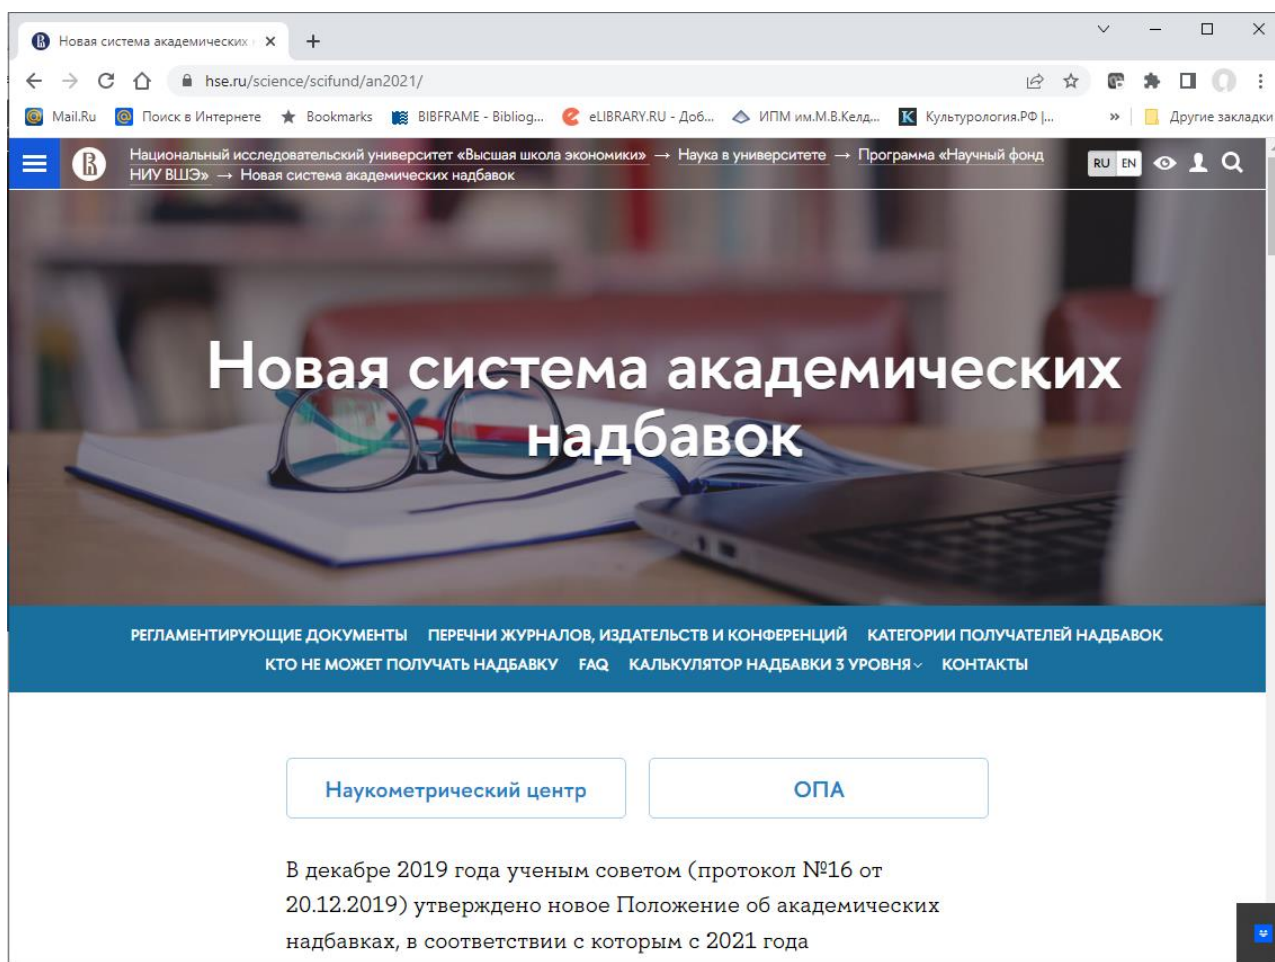 Новая система академических
hse.ru/science/scifund/an2021/
Mail.Ru Поиск в Интернете Bookmarks BIBFRAME - Bibliog... eLIBRARY.RU - Доб... ИПМ им.М.В.Келд... Культурология.РФ |... » Другие закладки
Национальный исследовательский университет «Высшая школа экономики» → Наука в университете → Программа «Научный фонд
НИУ ВШЭ» → Новая система академических надбавок
RU EN
Новая система академических
надбавок
РЕГЛАМЕНТИРУЮЩИЕ ДОКУМЕНТЫ ПЕРЕЧНИ ЖУРНАЛОВ, ИЗДАТЕЛЬСТВ И КОНФЕРЕНЦИЙ КАТЕГОРИИ ПОЛУЧАТЕЛЕЙ НАДБАВОК
КТО НЕ МОЖЕТ ПОЛУЧАТЬ НАДБАВКУ FAQ КАЛЬКУЛЯТОР НАДБАВКИ 3 УРОВНЯ КОНТАКТЫ
Наукометрический центр ОПА
В декабре 2019 года ученым советом (протокол №16 от
20.12.2019) утверждено новое Положение об академических
надбавках, в соответствии с которым с 2021 года